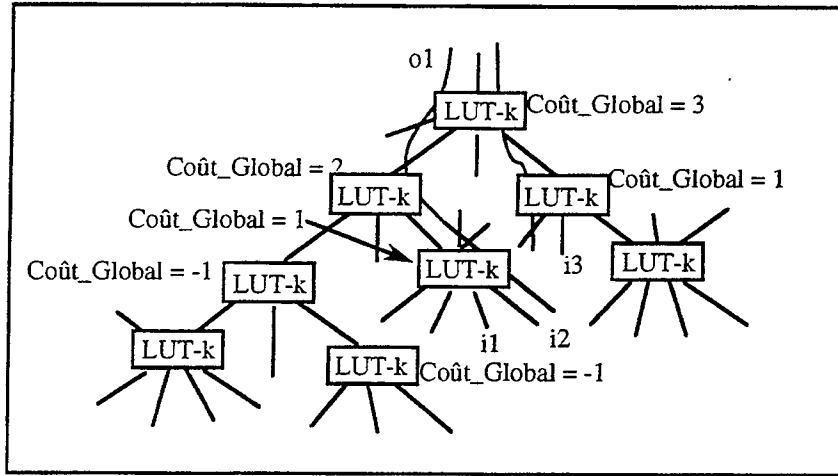 o1
LUT-k Coût_Global = 3
Coût_Global = 2
LUT-k
LUT-k Coût_Global = 1
Coût_Global = 1
LUT-k
LUT-k
Coût_Global = -1
LUT-k
i3
i1
i2
LUT-k
LUT-k
Coût_Global = -1